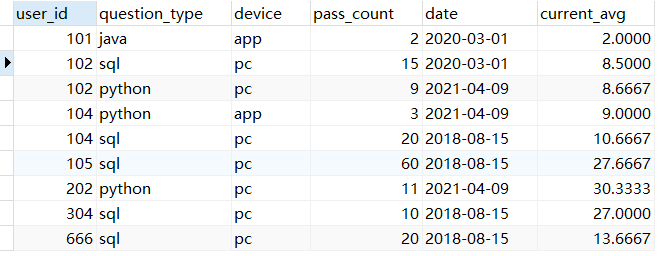 user_id question_type device pass_count date current_avg
101 java app 2 2020-03-01 2.0000
102 sql pc 15 2020-03-01 8.5000
102 python pc 9 2021-04-09 8.6667
104 python app 3 2021-04-09 9.0000
104 sql pc 20 2018-08-15 10.6667
105 sql pc 60 2018-08-15 27.6667
202 python pc 11 2021-04-09 30.3333
304 sql pc 10 2018-08-15 27.0000
666 sql pc 20 2018-08-15 13.6667